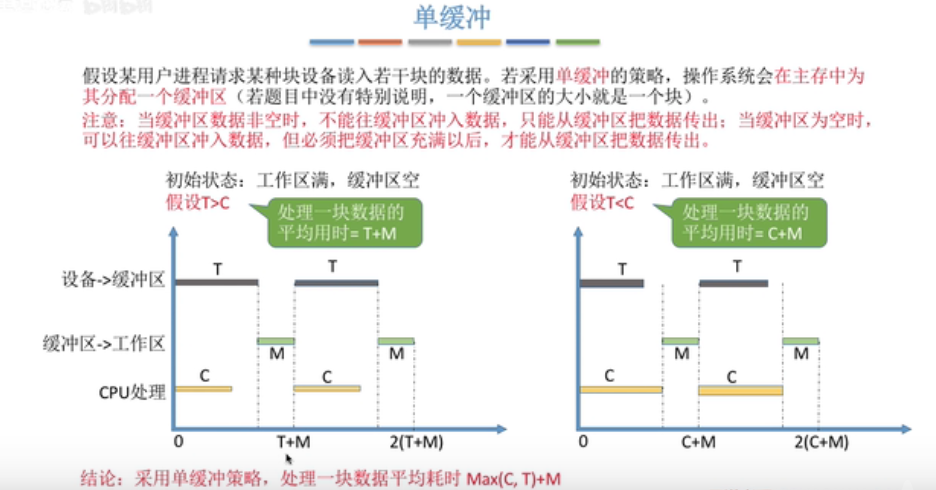 单缓冲
假设某用户进程请求某种块设备读入若干块的数据。若采用单缓冲的策略，操作系统会在主存中为
其分配一个缓冲区（若题目中没有特别说明，一个缓冲区的大小就是一个块）。
注意：当缓冲区数据非空时，不能往缓冲区冲入数据，只能从缓冲区把数据传出；当缓冲区为空时，
可以往缓冲区冲入数据，但必须把缓冲区充满以后，才能从缓冲区把数据传出。
初始状态：工作区满，缓冲区空
假设T>C
处理一块数据的
平均用时= T+M
设备->缓冲区
T
T
缓冲区->工作区
M
M
CPU处理
C
C
0
T+M
2(T+M)
初始状态：工作区满，缓冲区空
假设T<C
处理一块数据的
平均用时= C+M
T
T
M
M
C
C
0
C+M
2(C+M)
结论：采用单缓冲策略，处理一块数据平均耗时 Max(C, T)+M